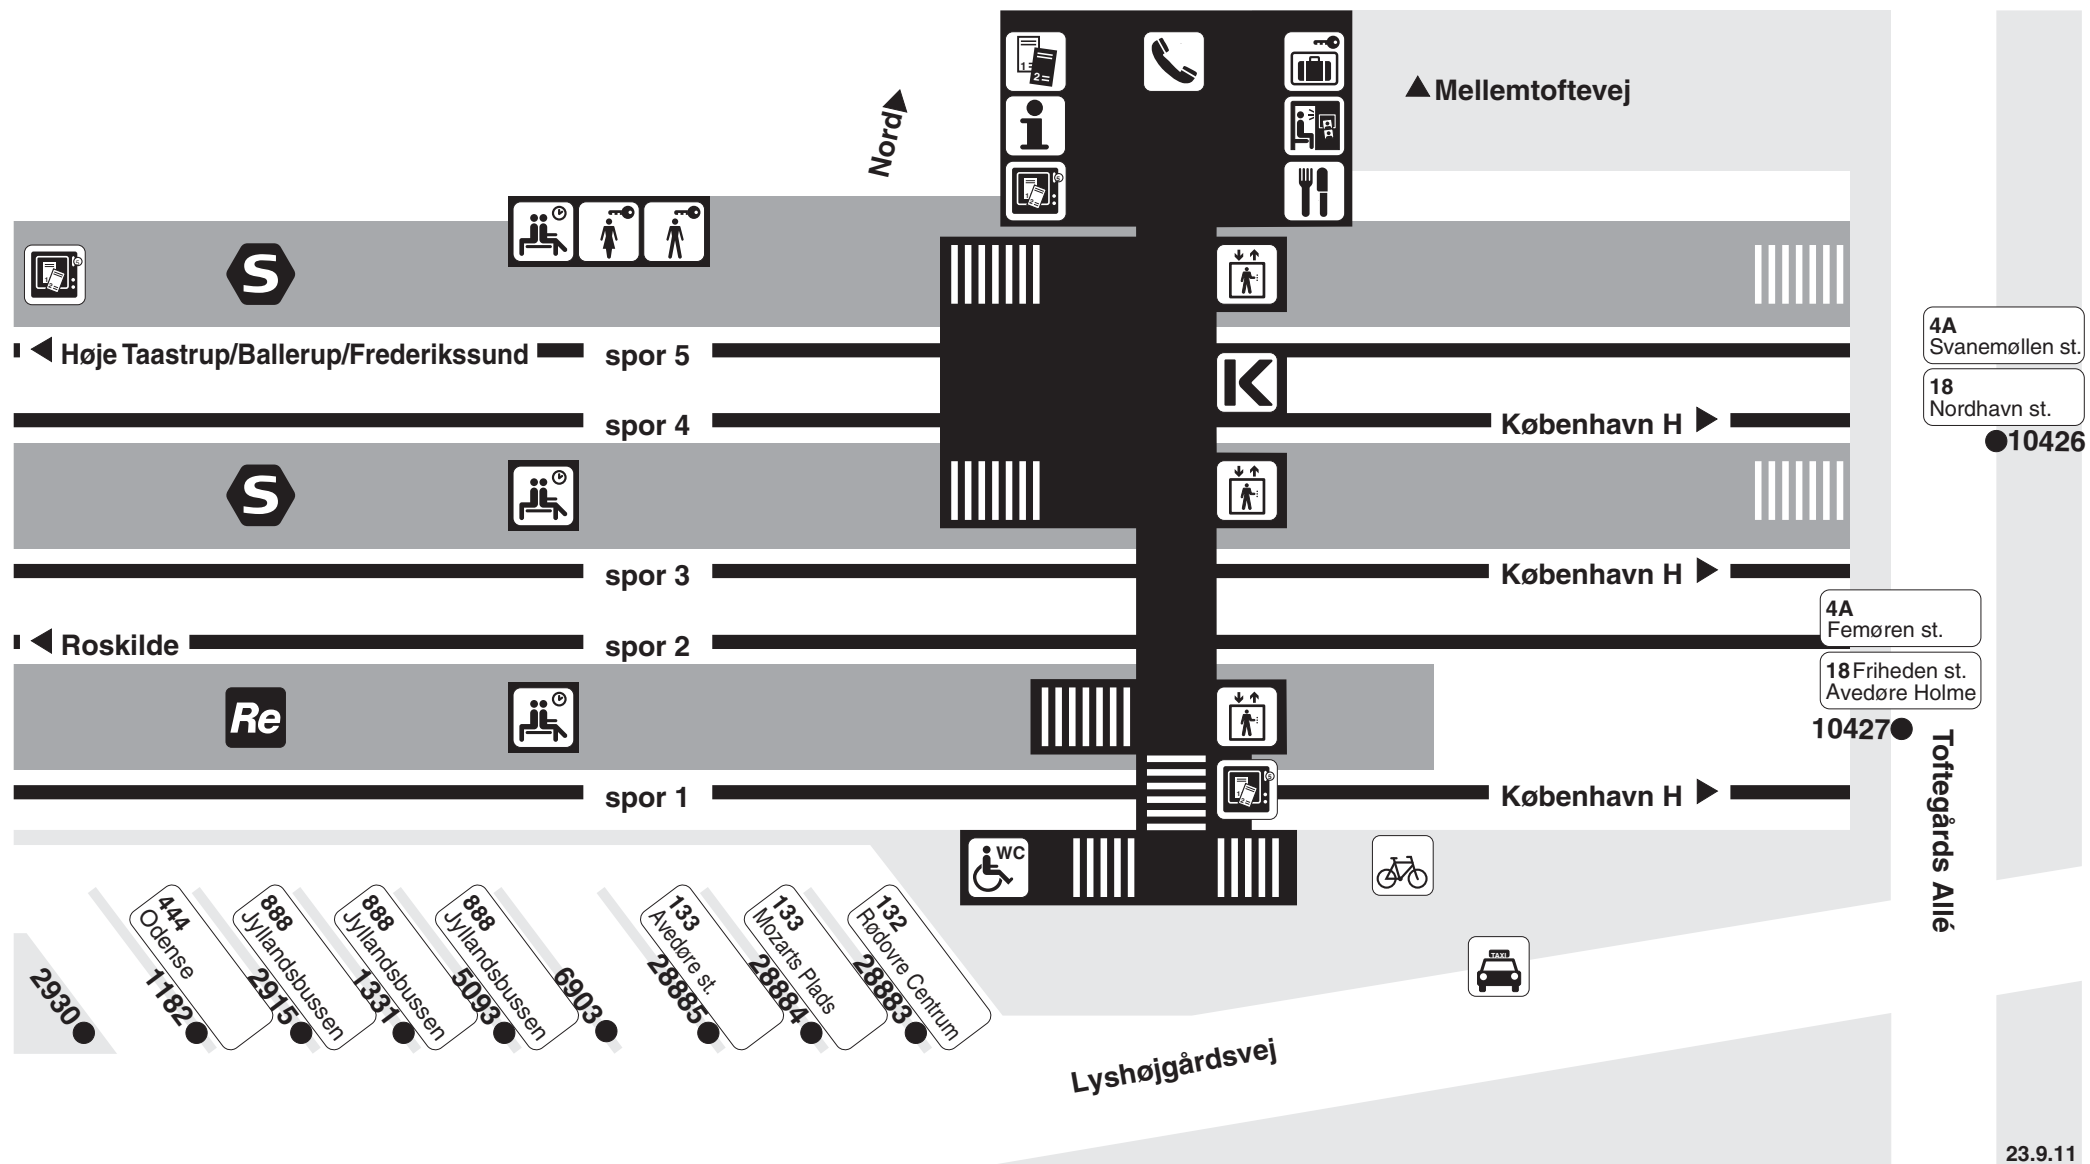 Nord
Mellemtoftevej
1=
2=
S
Høje Taastrup/Ballerup/Frederikssund
spor 5
K
spor 4
København H
4A
Svanemøllen st.
18
Nordhavn st.
10426
S
spor 3
København H
Roskilde
spor 2
4A
Femøren st.
18 Friheden st.
Avedøre Holme
10427
Re
spor 1
København H
Toftegårds Allé
WC
TAXI
2930
444
Odense
1182
888
Jyllandsbussen
2915
888
Jyllandsbussen
1331
888
Jyllandsbussen
5093
6903
133
Avedøre st.
28885
133
Mozarts Plads
28884
132
Rødovre Centrum
28883
Lyshøjgårdsvej
23.9.11